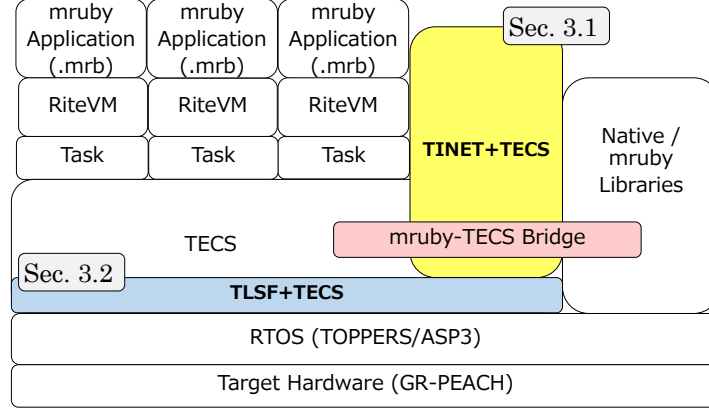 mruby
Application
(.mrb)
mruby
Application
(.mrb)
mruby
Application
(.mrb)
Sec. 3.1
RiteVM
RiteVM
RiteVM
Task
Task
Task
TINET+TECS
Native /
mruby
Libraries
TECS
mruby-TECS Bridge
Sec. 3.2
TLSF+TECS
RTOS (TOPPERS/ASP3)
Target Hardware (GR-PEACH)